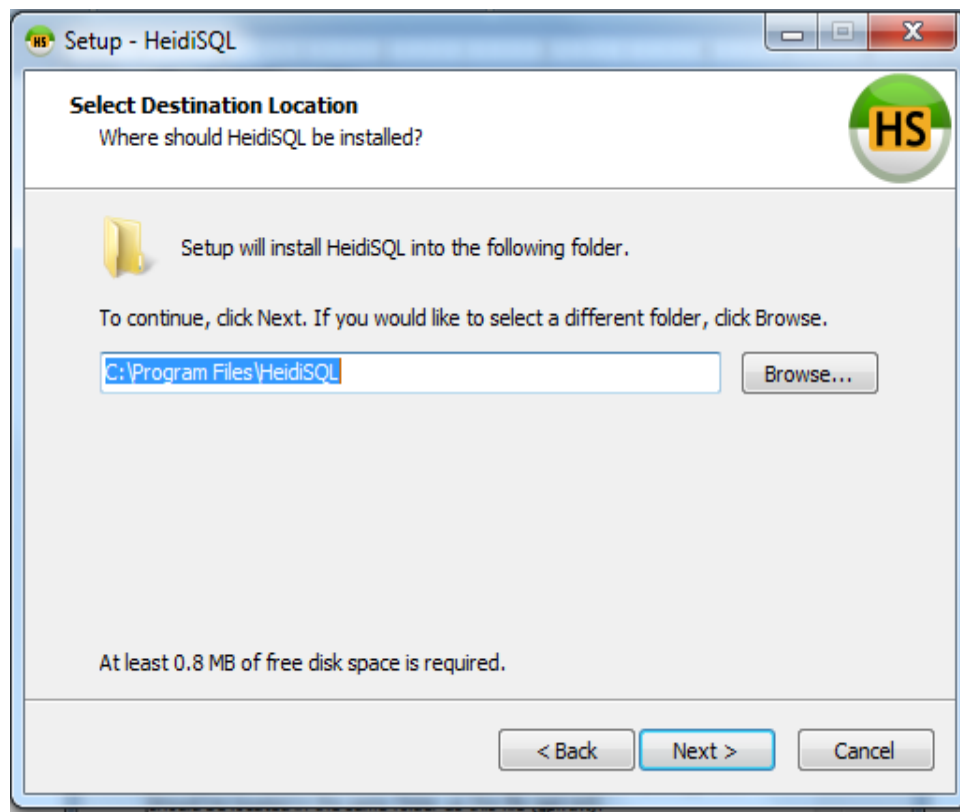 HS Setup - HeidiSQL
Select Destination Location
Where should HeidiSQL be installed?
HS
Setup will install HeidiSQL into the following folder.
To continue, click Next. If you would like to select a different folder, click Browse.
C:\Program Files\HeidiSQL
Browse...
At least 0.8 MB of free disk space is required.
< Back
Next >
Cancel